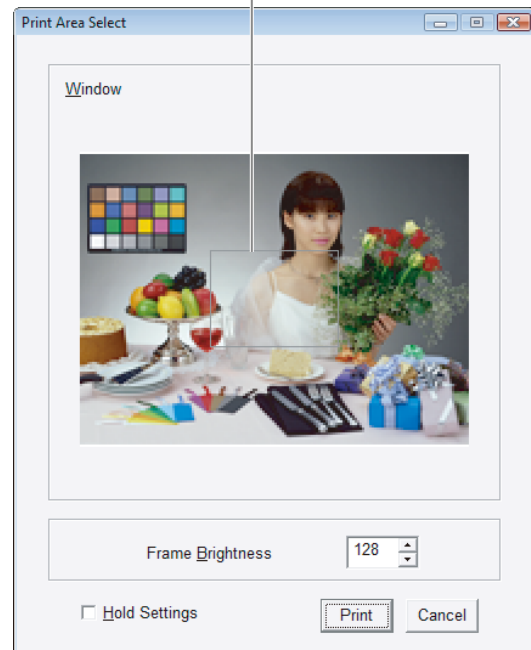 Print Area Select
Window
Frame Brightness
128
Hold Settings
Print
Cancel